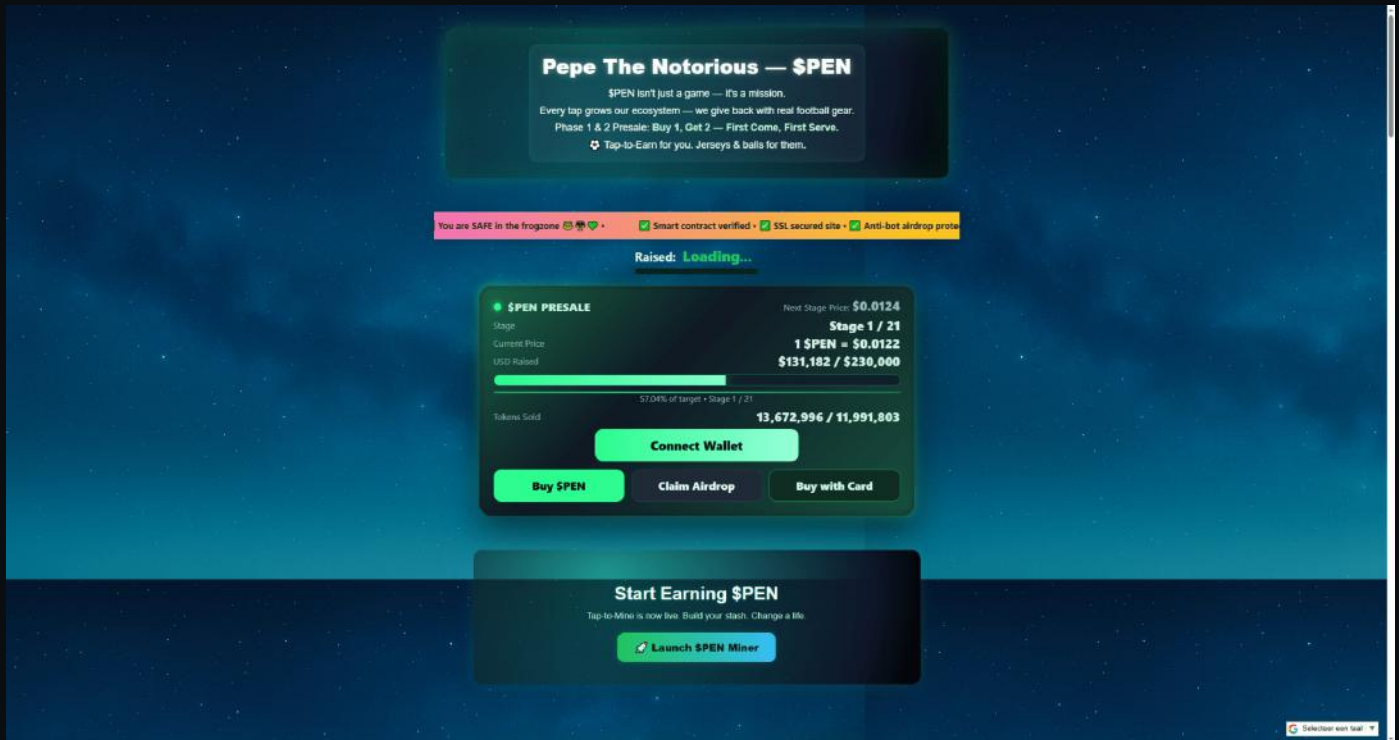 Pepe The Notorious — $PEN
$PEN isn't just a game — it's a mission.
Every tap grows our ecosystem — we give back with real football gear.
Phase 1 & 2 Presale: Buy 1, Get 2 — First Come, First Serve.
⚽ Tap-to-Earn for you. Jerseys & balls for them.
You are SAFE in the frogzone 🐸 💚 • ✅ Smart contract verified • ✅ SSL secured site • ✅ Anti-bot airdrop prote
Raised: Loading...
$PEN PRESALE Next Stage Price: $0.0124
Stage Stage 1 / 21
Current Price 1 $PEN = $0.0122
USD Raised $131,182 / $230,000
57.04% of target • Stage 1 / 21
Tokens Sold 13,672,996 / 11,991,803
Connect Wallet
Buy $PEN Claim Airdrop Buy with Card
Start Earning $PEN
Tap-to-Mine is now live. Build your stash. Change a life.
🚀 Launch $PEN Miner
G Selecteer een taal ▼